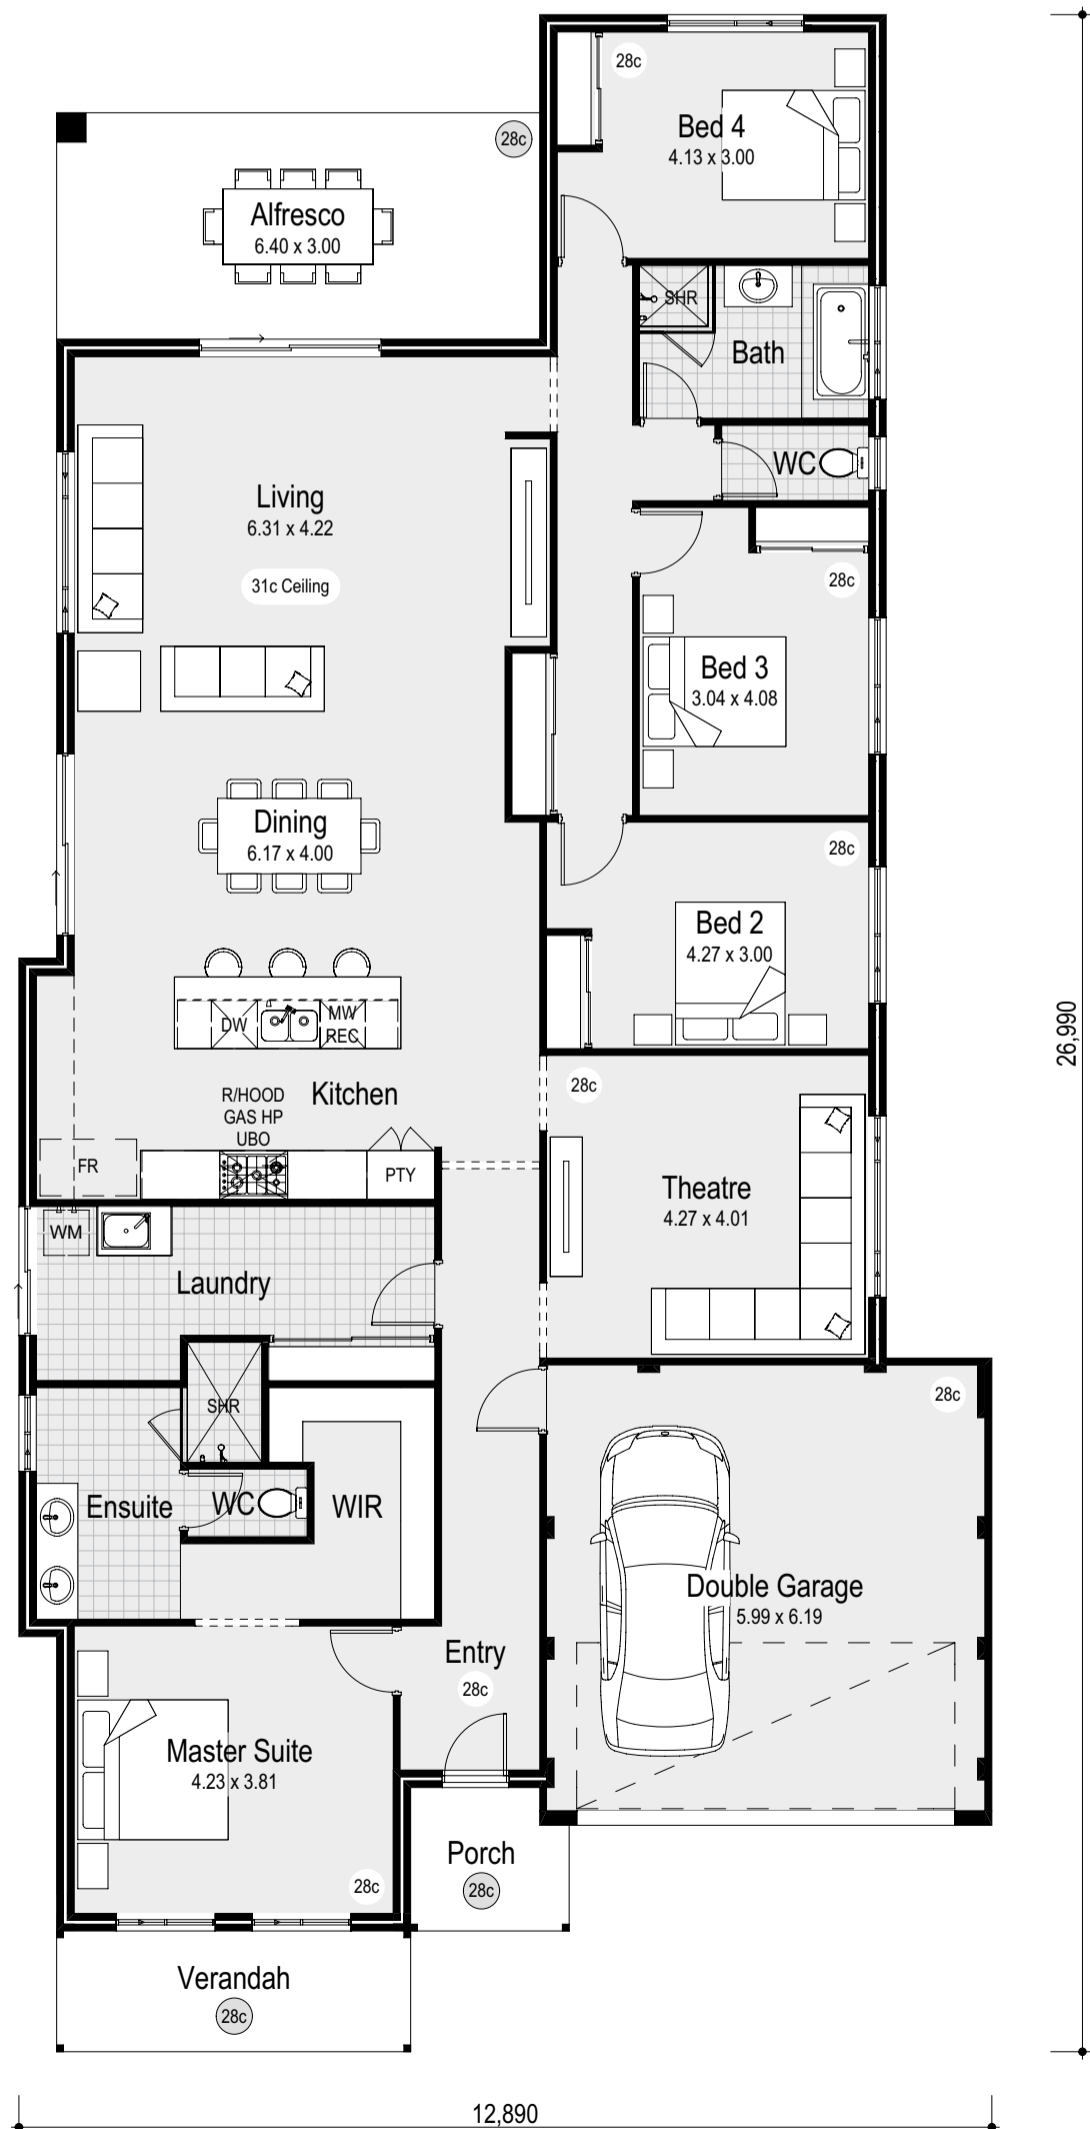 28c
Bed 4
4.13 x 3.00
28c
Alfresco
6.40 x 3.00
SHR
Bath
WC
Living
6.31 x 4.22
31c Ceiling
28c
Bed 3
3.04 x 4.08
Dining
6.17 x 4.00
28c
Bed 2
4.27 x 3.00
DW
MW
REC
26,990
28c
R/HOOD
GAS HP
UBO
Kitchen
FR
PTY
Theatre
4.27 x 4.01
WM
Laundry
28c
SHR
Ensuite
WC
WIR
Double Garage
5.99 x 6.19
Entry
28c
Master Suite
4.23 x 3.81
28c
Porch
28c
Verandah
28c
12,890